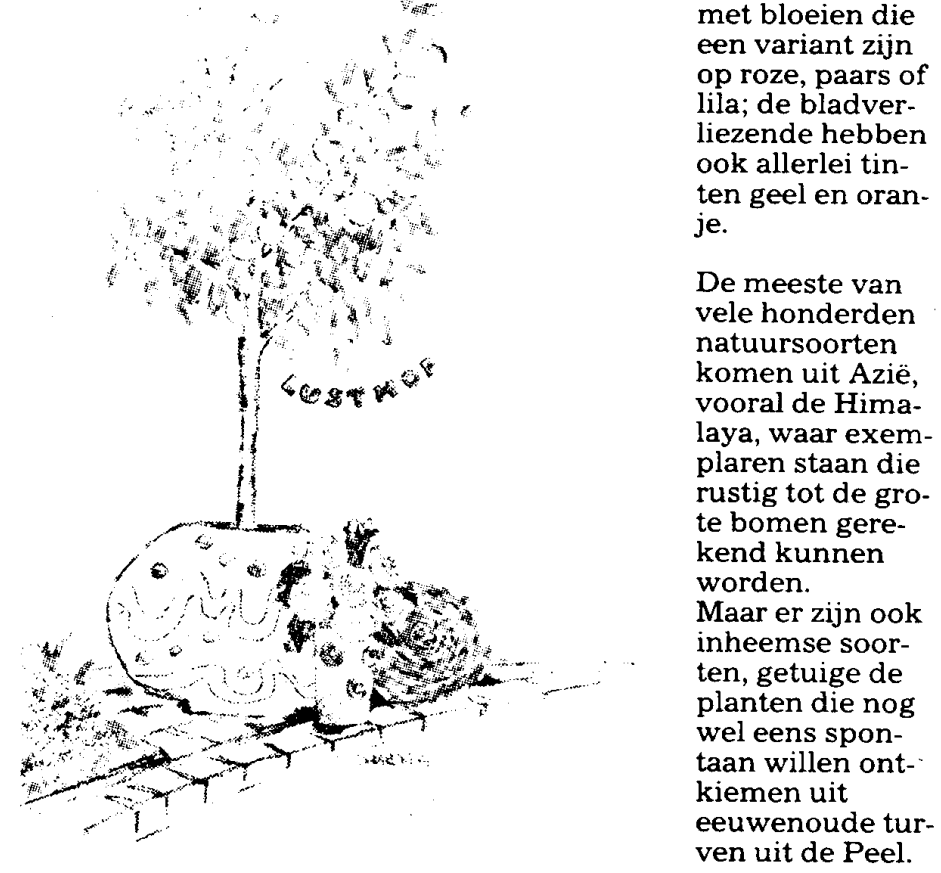 LUSTHOF
met bloeien die
een variant zijn
op roze, paars of
lila; de bladver-
liezende hebben
ook allerlei tin-
ten geel en oran-
je.
De meeste van
vele honderden
natuursoorten
komen uit Azië,
vooral de Hima-
laya, waar exem-
plaren staan die
rustig tot de gro-
te bomen gere-
kend kunnen
worden.
Maar er zijn ook
inheemse soor-
ten, getuige de
planten die nog
wel eens spon-
taan willen ont-
kiemen uit
eeuwenoude tur-
ven uit de Peel.